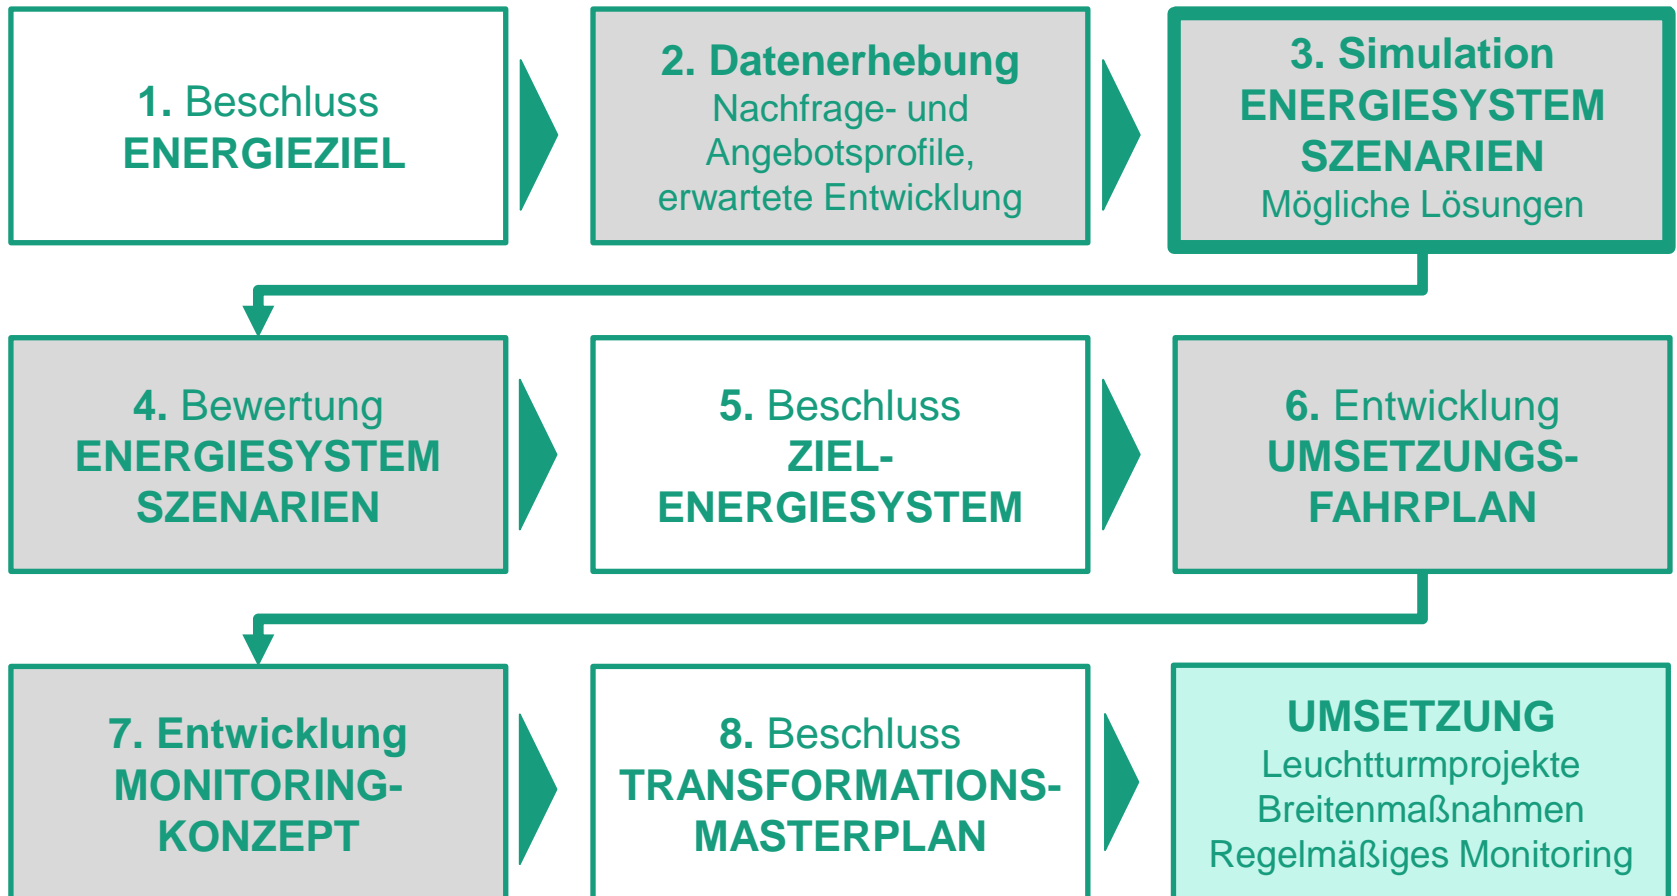 1. Beschluss
ENERGIEZIEL
2. Datenerhebung
Nachfrage- und
Angebotsprofile,
erwartete Entwicklung
3. Simulation
ENERGIESYSTEM
SZENARIEN
Mögliche Lösungen
4. Bewertung
ENERGIESYSTEM
SZENARIEN
5. Beschluss
ZIEL-
ENERGIESYSTEM
6. Entwicklung
UMSETZUNGS-
FAHRPLAN
7. Entwicklung
MONITORING-
KONZEPT
8. Beschluss
TRANSFORMATIONS-
MASTERPLAN
UMSETZUNG
Leuchtturmprojekte
Breitenmaßnahmen
Regelmäßiges Monitoring